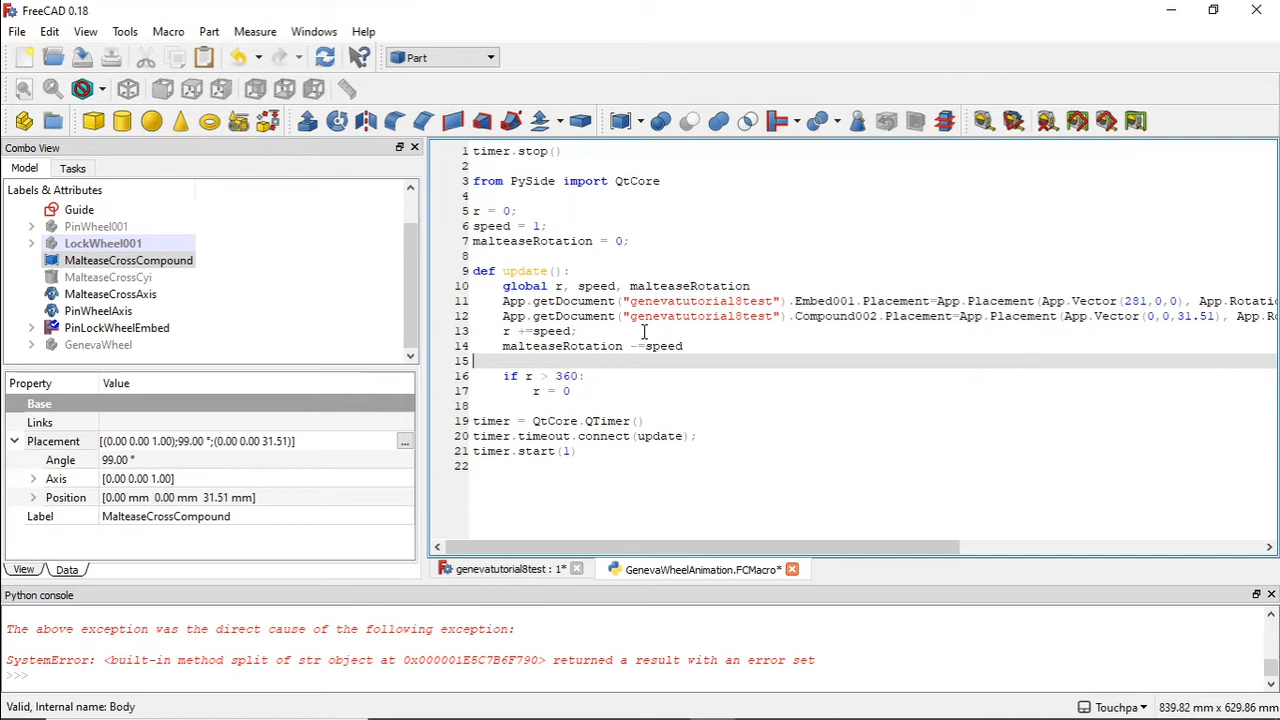 FreeCAD 0.18
File Edit View Tools Macro Part Measure Windows Help
Part
Combo View
Model Tasks
Labels & Attributes
Guide
PinWheel001
LockWheel001
MalteaseCrossCompound
MalteaseCrossCyi
MalteaseCrossAxis
PinWheelAxis
PinLockWheelEmbed
GenevaWheel
Property Value
Base
Links
Placement [(0.00 0.00 1.00);99.00 °;(0.00 0.00 31.51)]
...
Angle 99.00 °
Axis [0.00 0.00 1.00]
Position [0.00 mm 0.00 mm 31.51 mm]
Label MalteaseCrossCompound
View Data
1 timer.stop()
2
3 from PySide import QtCore
4
5 r = 0;
6 speed = 1;
7 malteaseRotation = 0;
8
9 def update():
10 global r, speed, malteaseRotation
11 App.getDocument("genevatutorial8test").Embed001.Placement=App.Placement(App.Vector(281,0,0), App.Rotatio
12 App.getDocument("genevatutorial8test").Compound002.Placement=App.Placement(App.Vector(0,0,31.51), App.Ro
13 r +=speed;
14 malteaseRotation -=speed
15
16 if r > 360:
17 r = 0
18
19 timer = QtCore.QTimer()
20 timer.timeout.connect(update);
21 timer.start(1)
22
genevatutorial8test : 1*
GenevaWheelAnimation.FCMacro*
Python console
The above exception was the direct cause of the following exception:
SystemError: <built-in method split of str object at 0x000001E5C7B6F790> returned a result with an error set
>>>
Valid, Internal name: Body
Touchpa
839.82 mm x 629.86 mm